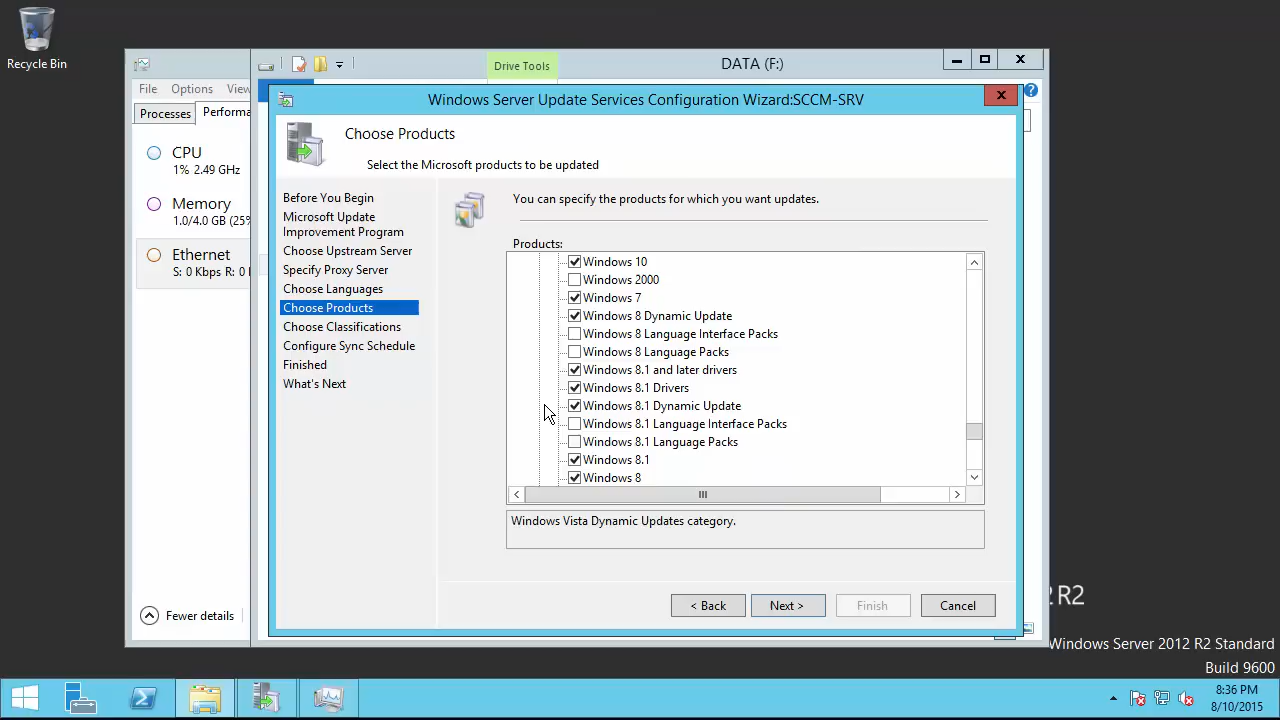 Recycle Bin
File
Options
View
Processes
Performa
CPU
1% 2.49 GHz
Memory
1.0/4.0 GB (25%
Ethernet
S: 0 Kbps R: 0
Fewer details
Drive Tools
DATA (F:)
Windows Server Update Services Configuration Wizard:SCCM-SRV
Choose Products
Select the Microsoft products to be updated
Before You Begin
Microsoft Update
Improvement Program
Choose Upstream Server
Specify Proxy Server
Choose Languages
Choose Products
Choose Classifications
Configure Sync Schedule
Finished
What's Next
You can specify the products for which you want updates.
Products:
Windows 10
Windows 2000
Windows 7
Windows 8 Dynamic Update
Windows 8 Language Interface Packs
Windows 8 Language Packs
Windows 8.1 and later drivers
Windows 8.1 Drivers
Windows 8.1 Dynamic Update
Windows 8.1 Language Interface Packs
Windows 8.1 Language Packs
Windows 8.1
Windows 8
Windows Vista Dynamic Updates category.
< Back
Next >
Finish
Cancel
R2
Windows Server 2012 R2 Standard
Build 9600
8:36 PM
8/10/2015